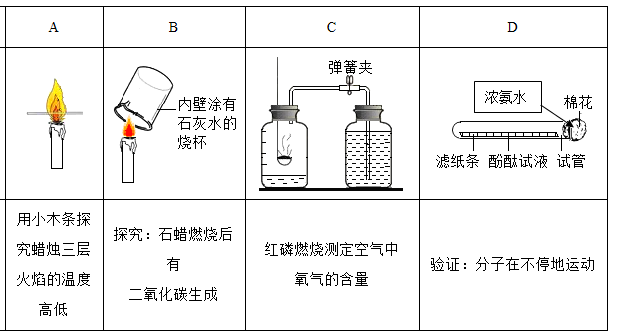 A
B
C
D
内壁涂有
石灰水的
烧杯
弹簧夹
浓氨水
棉花
滤纸条 酚酞试液 试管
用小木条探
究蜡烛三层
火焰的温度
高低
探究：石蜡燃烧后
有
二氧化碳生成
红磷燃烧测定空气中
氧气的含量
验证：分子在不停地运动